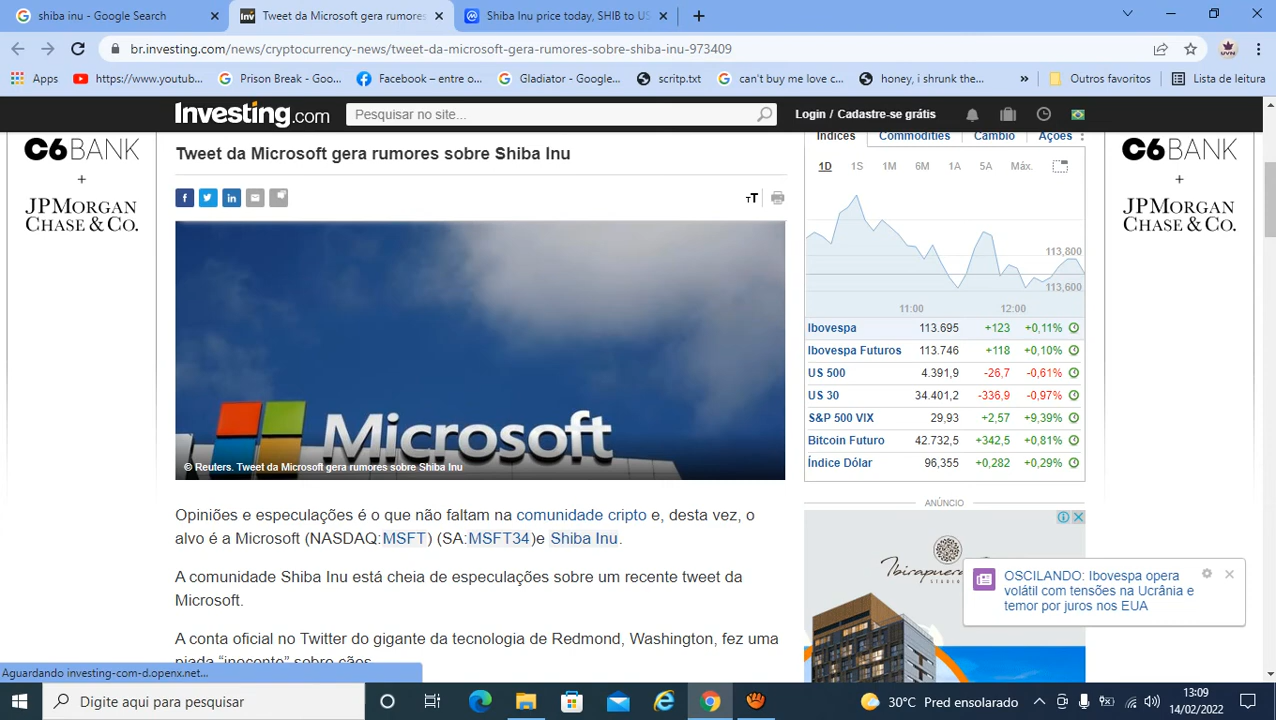 shiba inu - Google Search
Tweet da Microsoft gera rumores
Shiba Inu price today, SHIB to US
br.investing.com/news/cryptocurrency-news/tweet-da-microsoft-gera-rumores-sobre-shiba-inu-973409
Apps
https://www.youtub...
Prison Break - Goo...
Facebook – entre o...
Gladiator - Google...
scritp.txt
can't buy me love c...
honey, i shrunk the...
»
Outros favoritos
Lista de leitura
Investing.com
Pesquisar no site...
Login / Cadastre-se grátis
C6BANK
+
JPMORGAN
CHASE & CO.
Tweet da Microsoft gera rumores sobre Shiba Inu
Microsoft
© Reuters. Tweet da Microsoft gera rumores sobre Shiba Inu
Opiniões e especulações é o que não faltam na comunidade cripto e, desta vez, o
alvo é a Microsoft (NASDAQ:MSFT) (SA:MSFT34)e Shiba Inu.
A comunidade Shiba Inu está cheia de especulações sobre um recente tweet da
Microsoft.
A conta oficial no Twitter do gigante da tecnologia de Redmond, Washington, fez uma
piada “inocente” sobre cães.
Índices Commodities Câmbio Ações
1D 1S 1M 6M 1A 5A Máx.
113,800
113,600
11:00 12:00
Ibovespa 113.695 +123 +0,11%
Ibovespa Futuros 113.746 +118 +0,10%
US 500 4.391,9 -26,7 -0,61%
US 30 34.401,2 -336,9 -0,97%
S&P 500 VIX 29,93 +2,57 +9,39%
Bitcoin Futuro 42.732,5 +342,5 +0,81%
Índice Dólar 96,355 +0,282 +0,29%
ANÚNCIO
Ibirapuera
OSCILANDO: Ibovespa opera
volátil com tensões na Ucrânia e
temor por juros nos EUA
C6BANK
+
JPMORGAN
CHASE & CO.
Aguardando investing-com-d.openx.net...
Digite aqui para pesquisar
30°C Pred ensolarado
13:09
14/02/2022